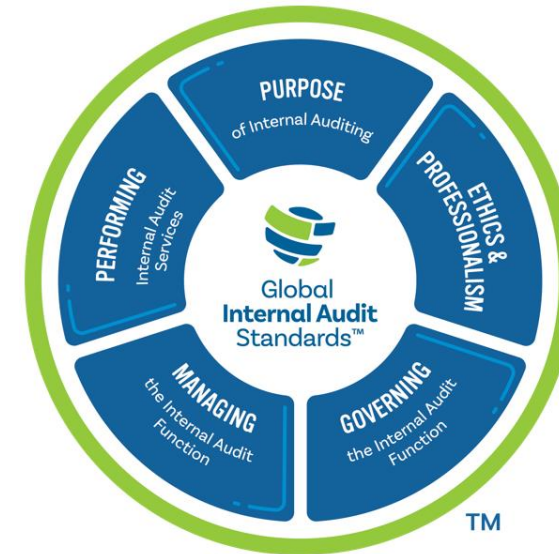 PURPOSE
of Internal Auditing
ETHICS &
PROFESSIONALISM
GOVERNING
the Internal Audit
Function
MANAGING
the Internal Audit
Function
PERFORMING
Internal Audit
Services
Global
Internal Audit
Standards™
TM